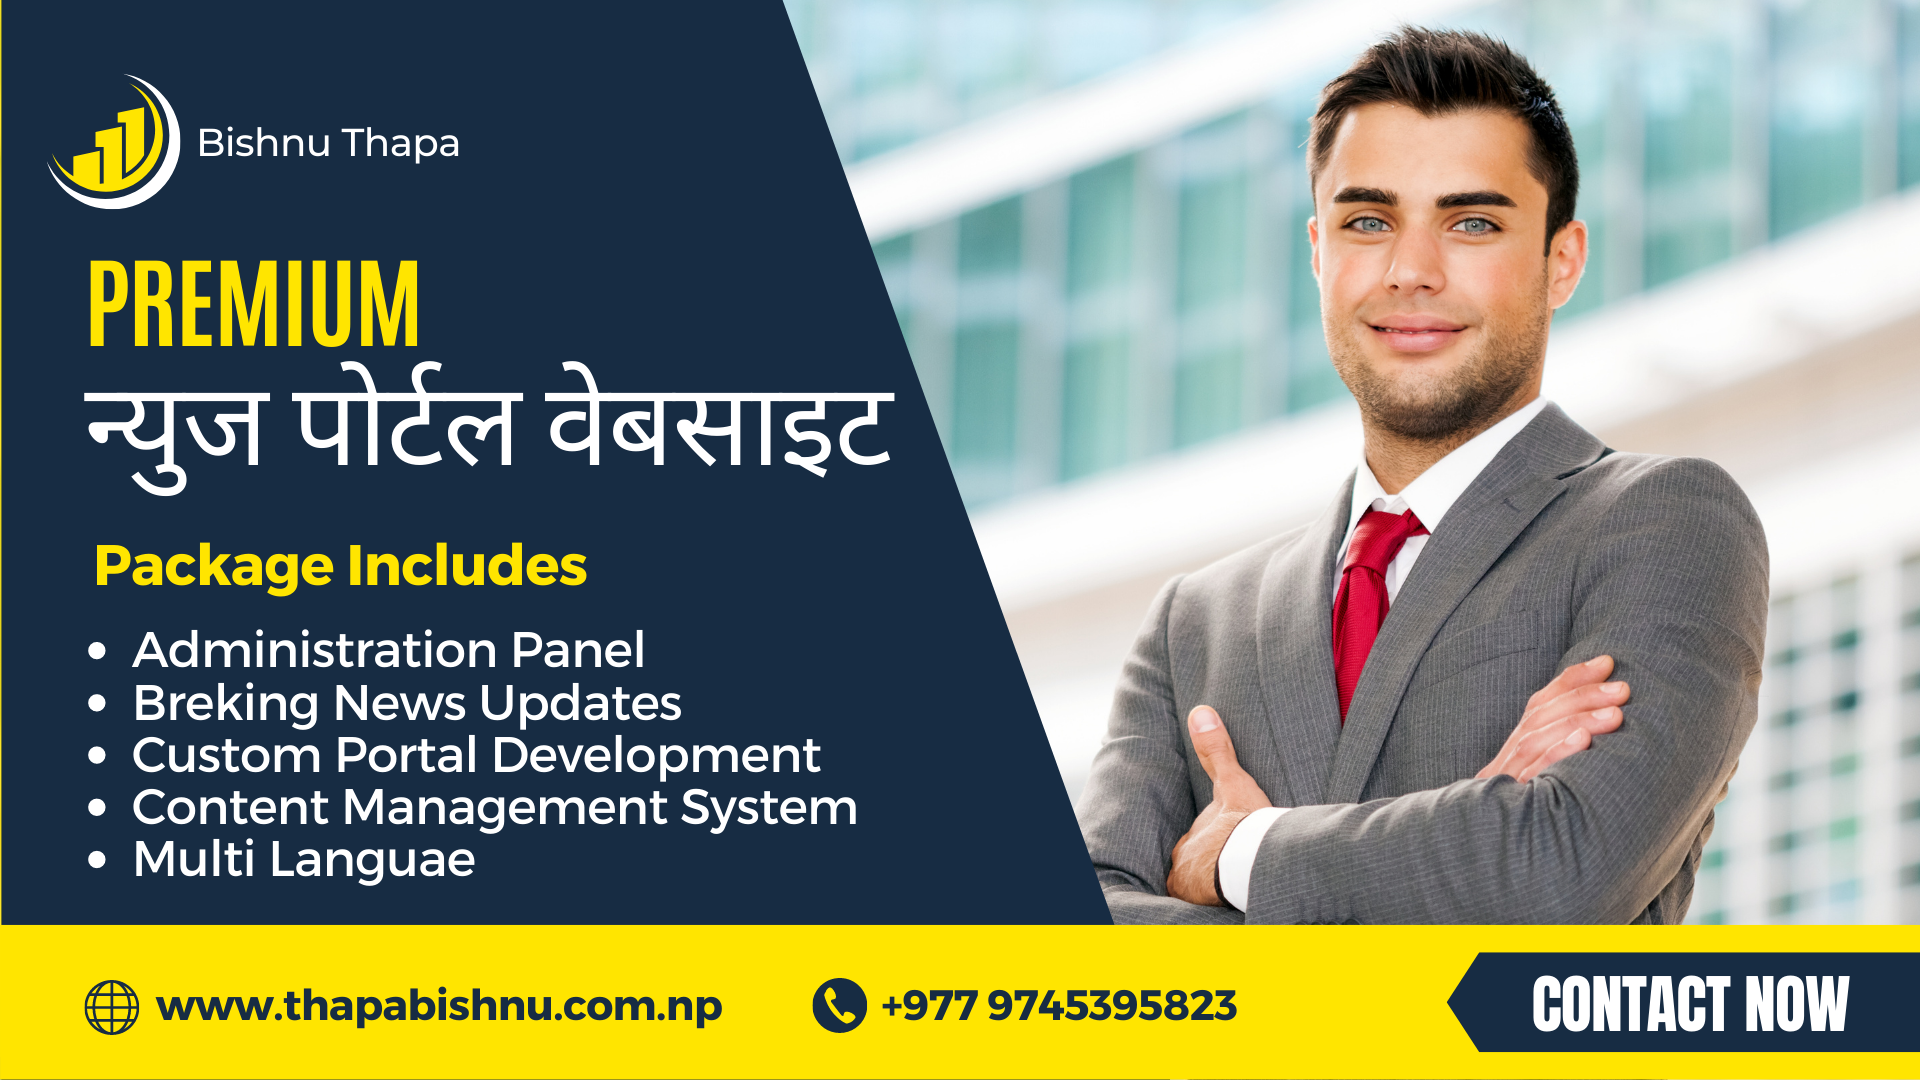 Bishnu Thapa
PREMIUM
न्युज पोर्टल वेबसाइट
Package Includes
• Administration Panel
• Breking News Updates
• Custom Portal Development
• Content Management System
• Multi Languae
www.thapabishnu.com.np
+977 9745395823
CONTACT NOW